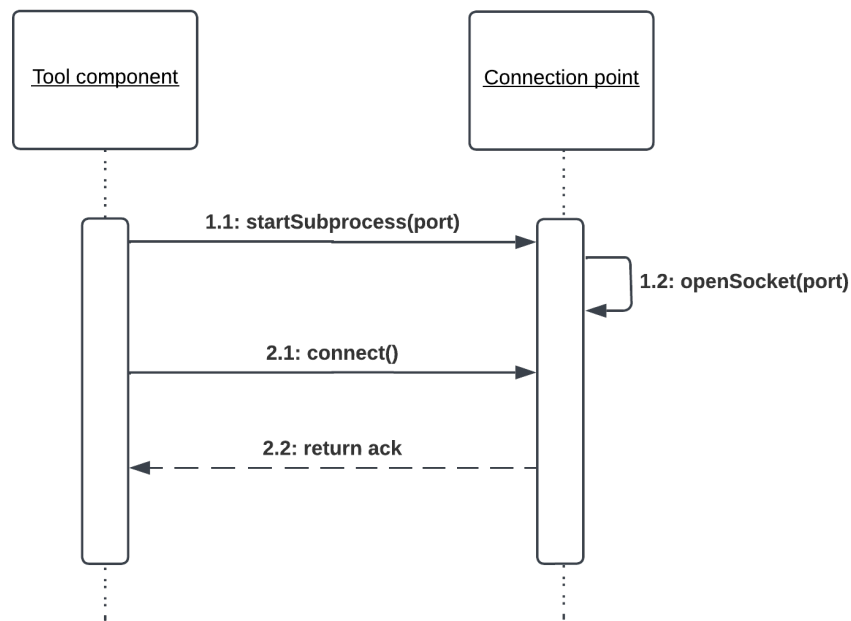 Tool component
Connection point
1.1: startSubprocess(port)
1.2: openSocket(port)
2.1: connect()
2.2: return ack